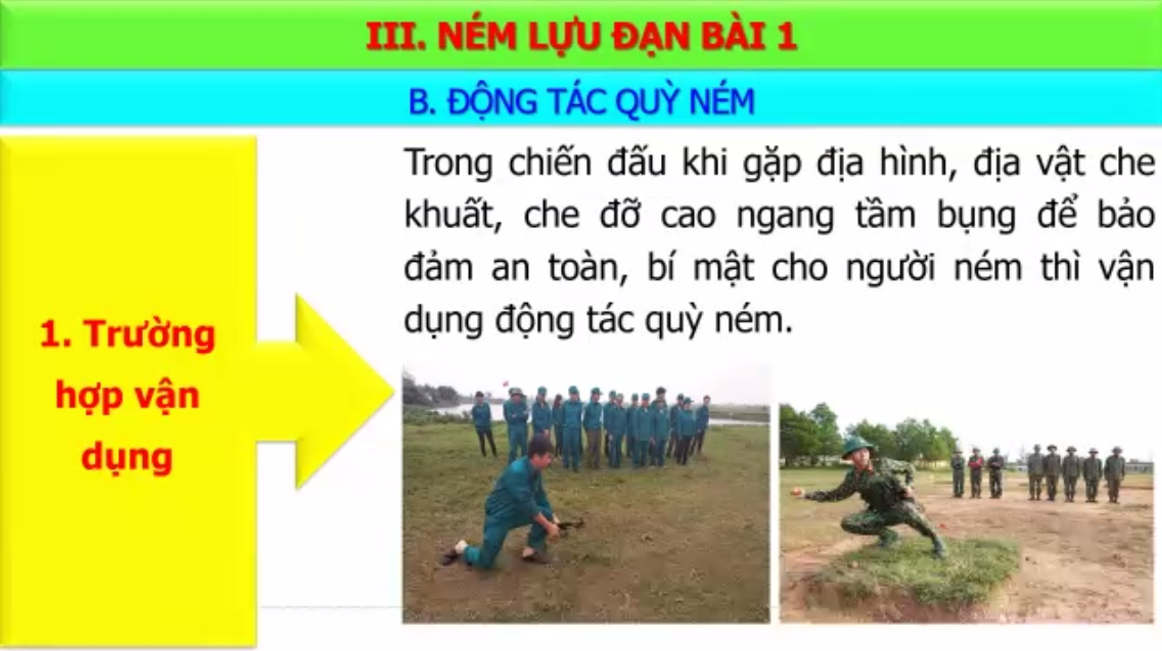 III. NÉM LỰU ĐẠN BÀI 1
B. ĐỘNG TÁC QUỲ NÉM
1. Trường
hợp vận
dụng
Trong chiến đấu khi gặp địa hình, địa vật che
khuất, che đỡ cao ngang tầm bụng để bảo
đảm an toàn, bí mật cho người ném thì vận
dụng động tác quỳ ném.